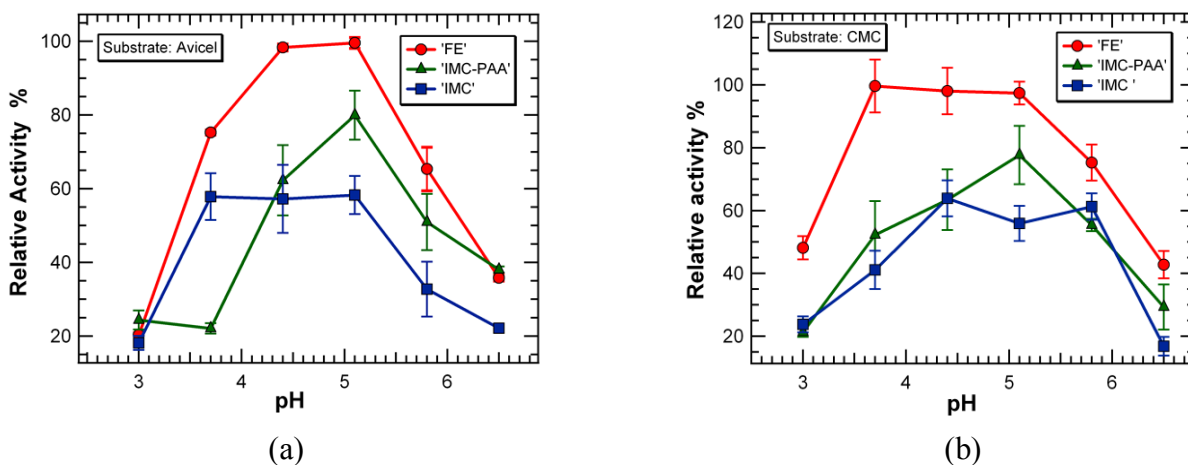 Substrate: Avicel
'FE'
'IMC-PAA'
'IMC'
Relative Activity %
100
80
60
40
20
3
4
5
6
pH
(a)
Substrate: CMC
'FE'
'IMC-PAA'
'IMC '
Relative activity %
120
100
80
60
40
20
3
4
5
6
pH
(b)